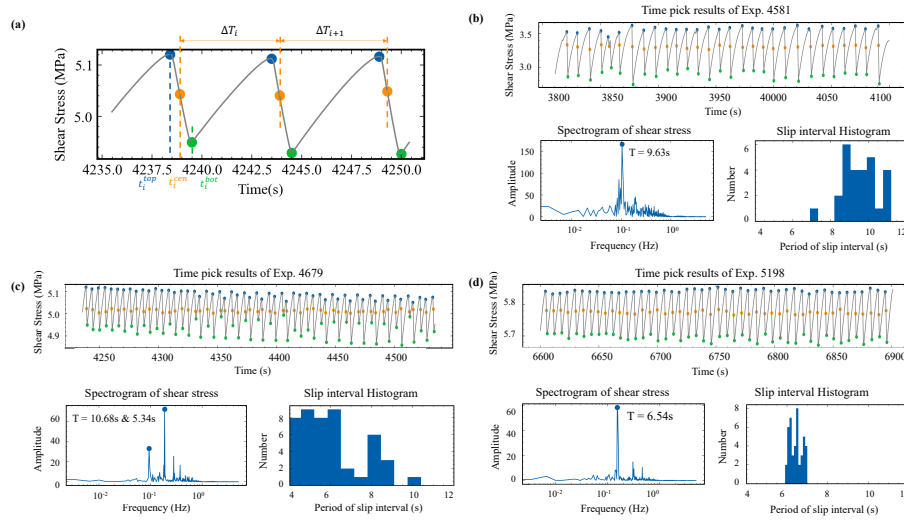 (a)
ΔT_i
ΔT_{i+1}
Shear Stress (MPa)
5.1
5.0
4235.0 4237.5 4240.0 4242.5 4245.0 4247.5 4250.0
t_i^{top} t_i^{cen} t_i^{bot}
Time(s)
(b)
Time pick results of Exp. 4581
Shear Stress (MPa)
3.5
3.0
3800 3850 3900 3950 40000 4050 4100
Time (s)
Spectrogram of shear stress
T = 9.63s
Amplitude
150
100
50
0
10^{-2} 10^{-1} 10^{0}
Frequency (Hz)
Slip interval Histogram
Number
6
4
2
0
4 6 8 10 12
Period of slip interval (s)
(c)
Time pick results of Exp. 4679
Shear Stress (MPa)
5.1
5.0
4.9
4250 4300 4350 4400 4450 4500
Time (s)
Spectrogram of shear stress
T = 10.68s & 5.34s
Amplitude
60
40
20
0
10^{-2} 10^{-1} 10^{0}
Frequency (Hz)
Slip interval Histogram
Number
8
6
4
2
0
4 6 8 10 12
Period of slip interval (s)
(d)
Time pick results of Exp. 5198
Shear Stress (MPa)
5.8
5.7
6600 6650 6700 6750 6800 6850 6900
Time (s)
Spectrogram of shear stress
T = 6.54s
Amplitude
60
40
20
0
10^{-2} 10^{-1} 10^{0}
Frequency (Hz)
Slip interval Histogram
Number
8
6
4
2
0
4 6 8 10 12
Period of slip interval (s)